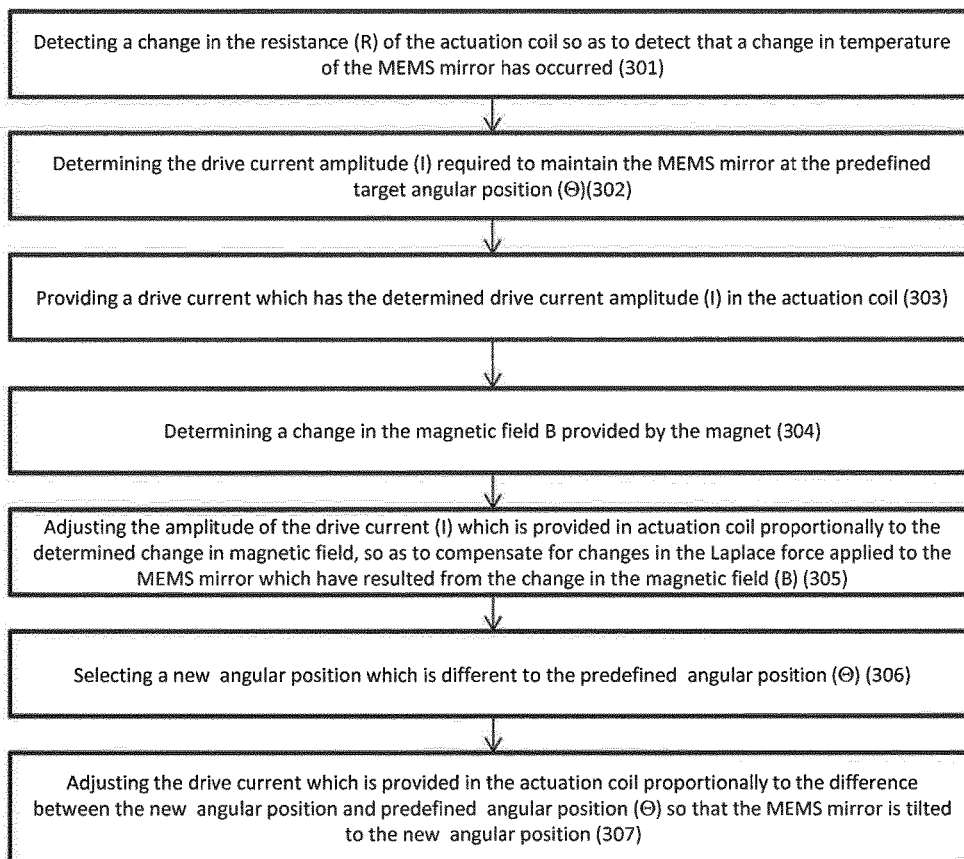 Detecting a change in the resistance (R) of the actuation coil so as to detect that a change in temperature
of the MEMS mirror has occurred (301)
Determining the drive current amplitude (I) required to maintain the MEMS mirror at the predefined
target angular position (Θ)(302)
Providing a drive current which has the determined drive current amplitude (I) in the actuation coil (303)
Determining a change in the magnetic field B provided by the magnet (304)
Adjusting the amplitude of the drive current (I) which is provided in actuation coil proportionally to the
determined change in magnetic field, so as to compensate for changes in the Laplace force applied to the
MEMS mirror which have resulted from the change in the magnetic field (B) (305)
Selecting a new angular position which is different to the predefined angular position (Θ) (306)
Adjusting the drive current which is provided in the actuation coil proportionally to the difference
between the new angular position and predefined angular position (Θ) so that the MEMS mirror is tilted
to the new angular position (307)